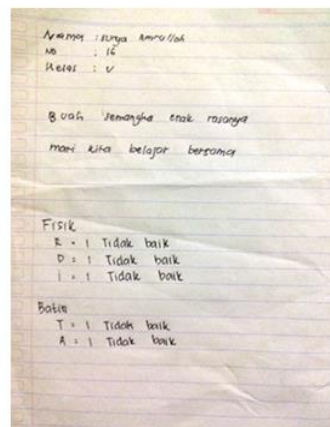 Nama : surya Amrullah
NO : 16
Kelas : V
Buah semangka enak rasanya
mari kita belajar bersama
Fisik
R = 1 Tidak baik
D = 1 Tidak baik
i = 1 Tidak baik
Batin
T = 1 Tidak baik
A = 1 Tidak baik